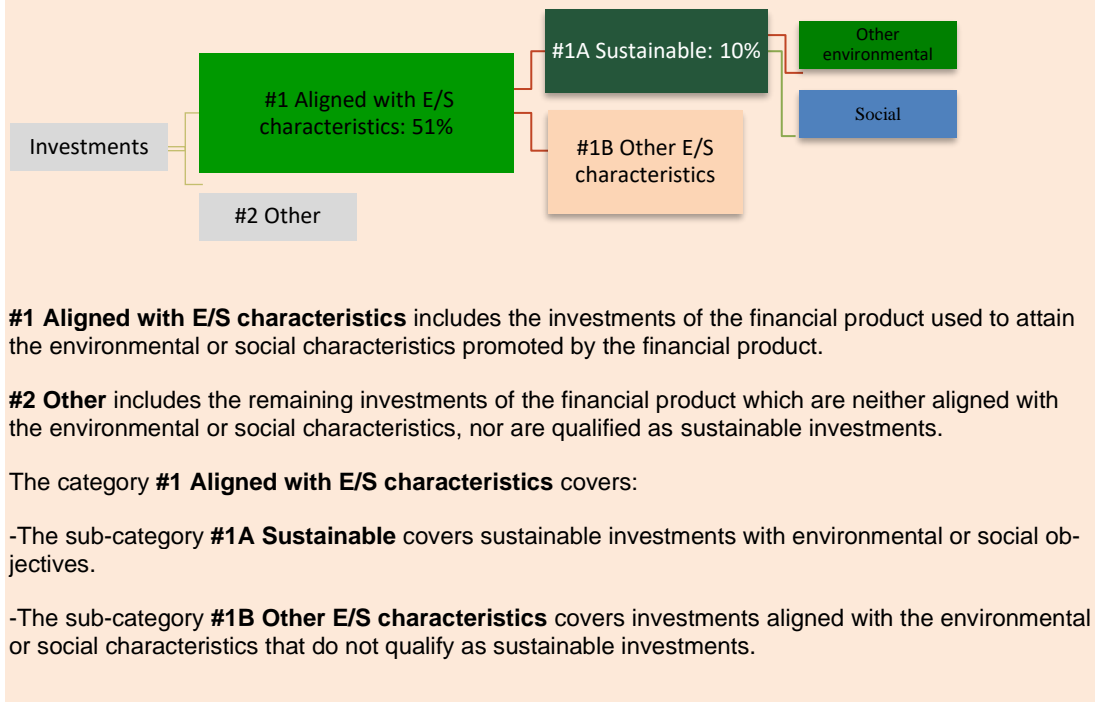 Investments
#1 Aligned with E/S
characteristics: 51%
#2 Other
#1A Sustainable: 10%
#1B Other E/S
characteristics
Other
environmental
Social
#1 Aligned with E/S characteristics includes the investments of the financial product used to attain
the environmental or social characteristics promoted by the financial product.
#2 Other includes the remaining investments of the financial product which are neither aligned with
the environmental or social characteristics, nor are qualified as sustainable investments.
The category #1 Aligned with E/S characteristics covers:
-The sub-category #1A Sustainable covers sustainable investments with environmental or social ob-
jectives.
-The sub-category #1B Other E/S characteristics covers investments aligned with the environmental
or social characteristics that do not qualify as sustainable investments.